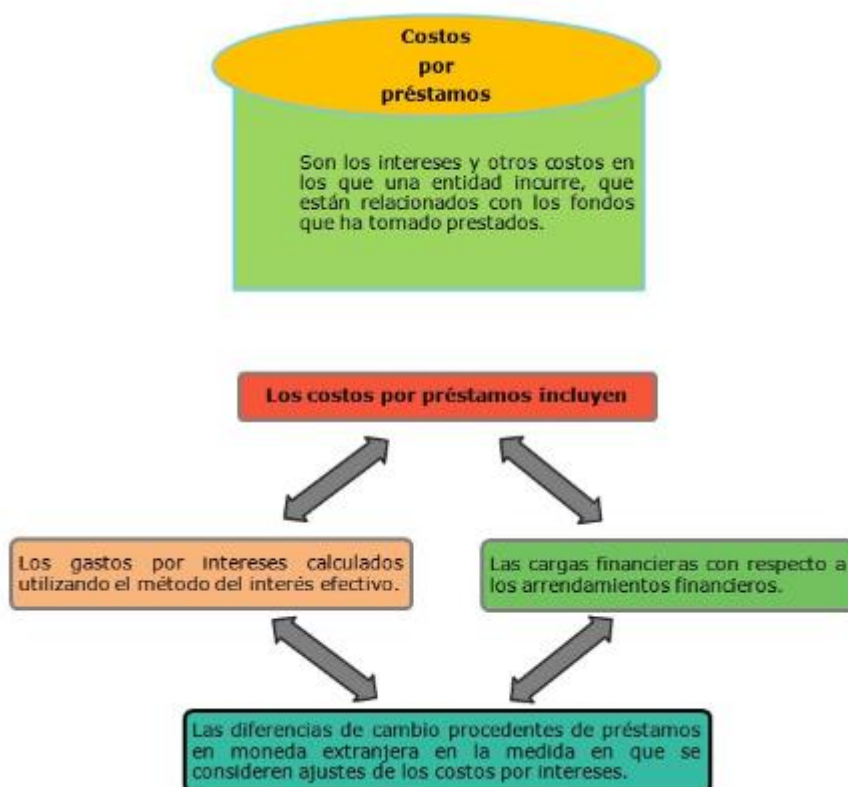 Costos
por
préstamos
Son los intereses y otros costos en
los que una entidad incurre, que
están relacionados con los fondos
que ha tomado prestados.
Los costos por préstamos incluyen
Los gastos por intereses calculados
utilizando el método del interés efectivo.
Las cargas financieras con respecto a
los arrendamientos financieros.
Las diferencias de cambio procedentes de préstamos
en moneda extranjera en la medida en que se
consideren ajustes de los costos por intereses.